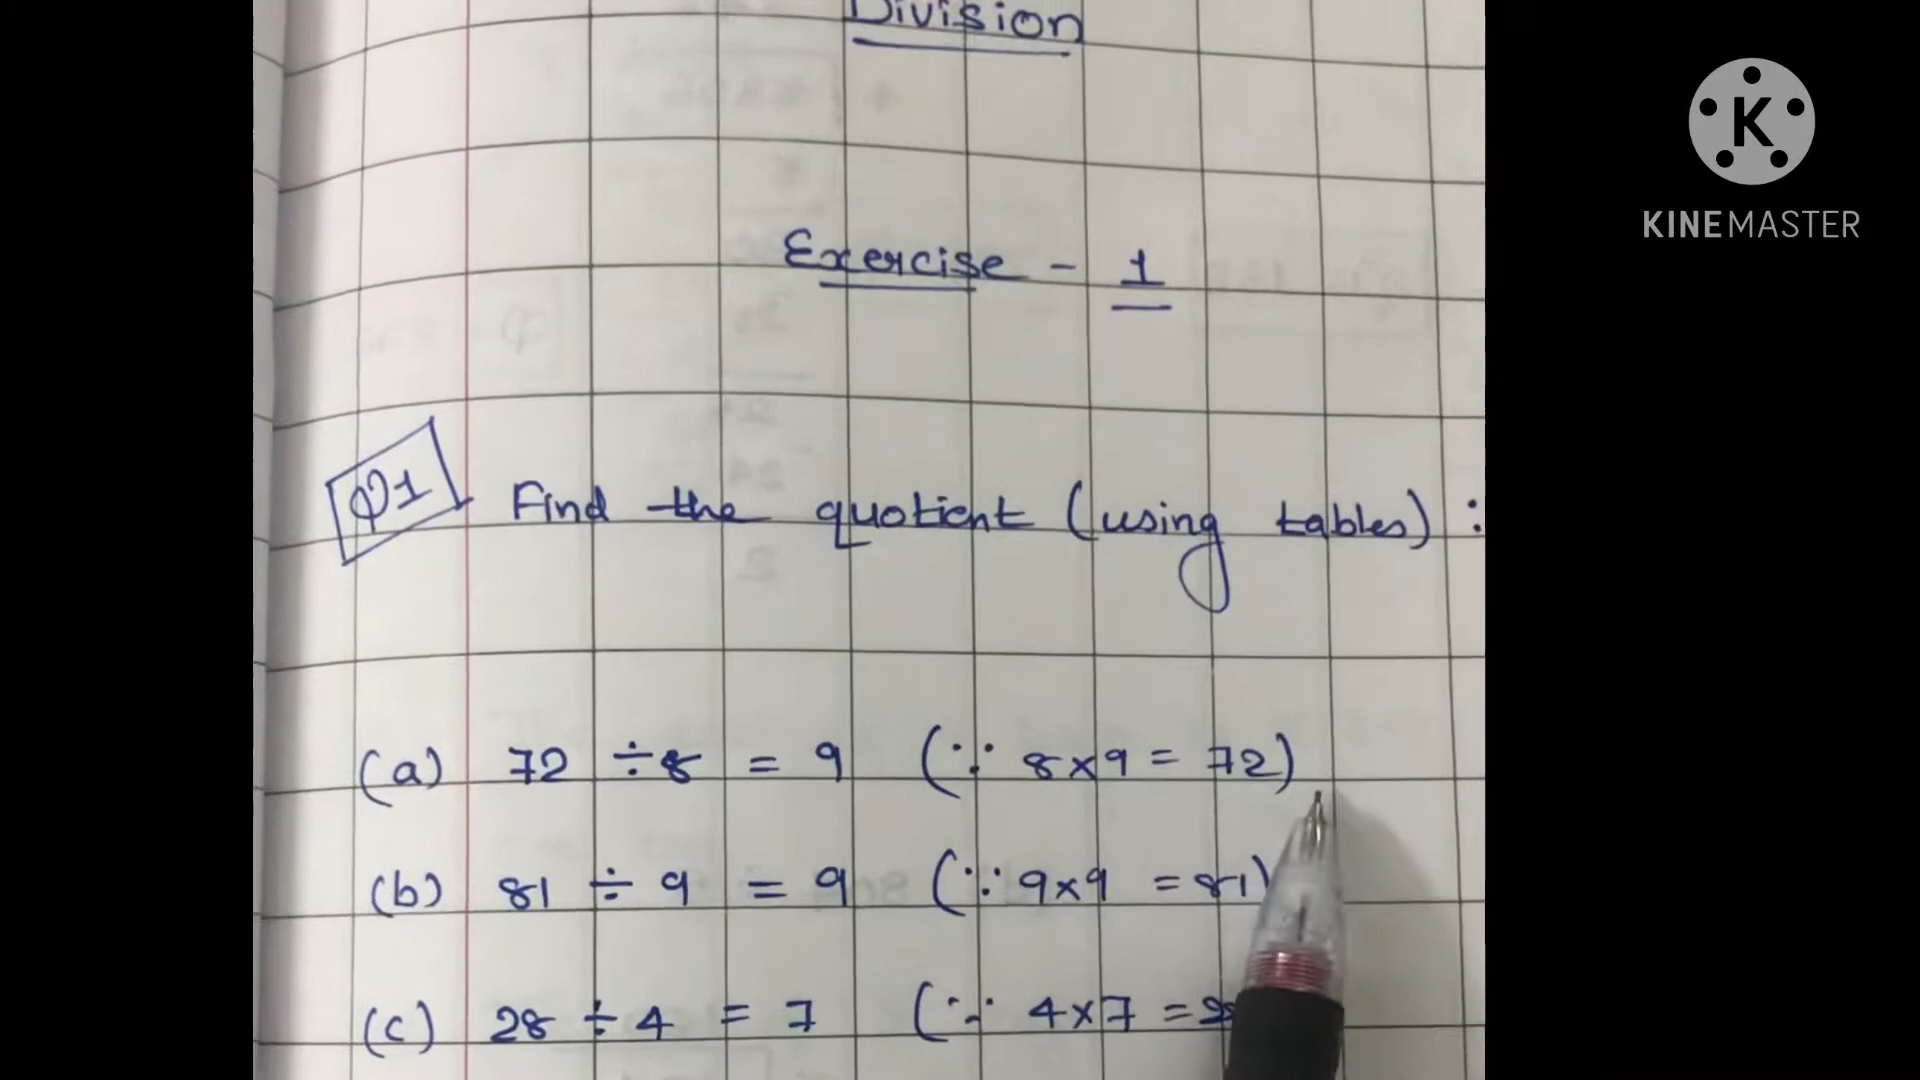 Division
Exercise - 1
Q1 Find the quotient (using tables) :
(a) 72 ÷ 8 = 9 (∵ 8×9 = 72)
(b) 81 ÷ 9 = 9 (∵ 9×9 = 81)
(c) 28 ÷ 4 = 7 (∵ 4×7 =
K
KINEMASTER